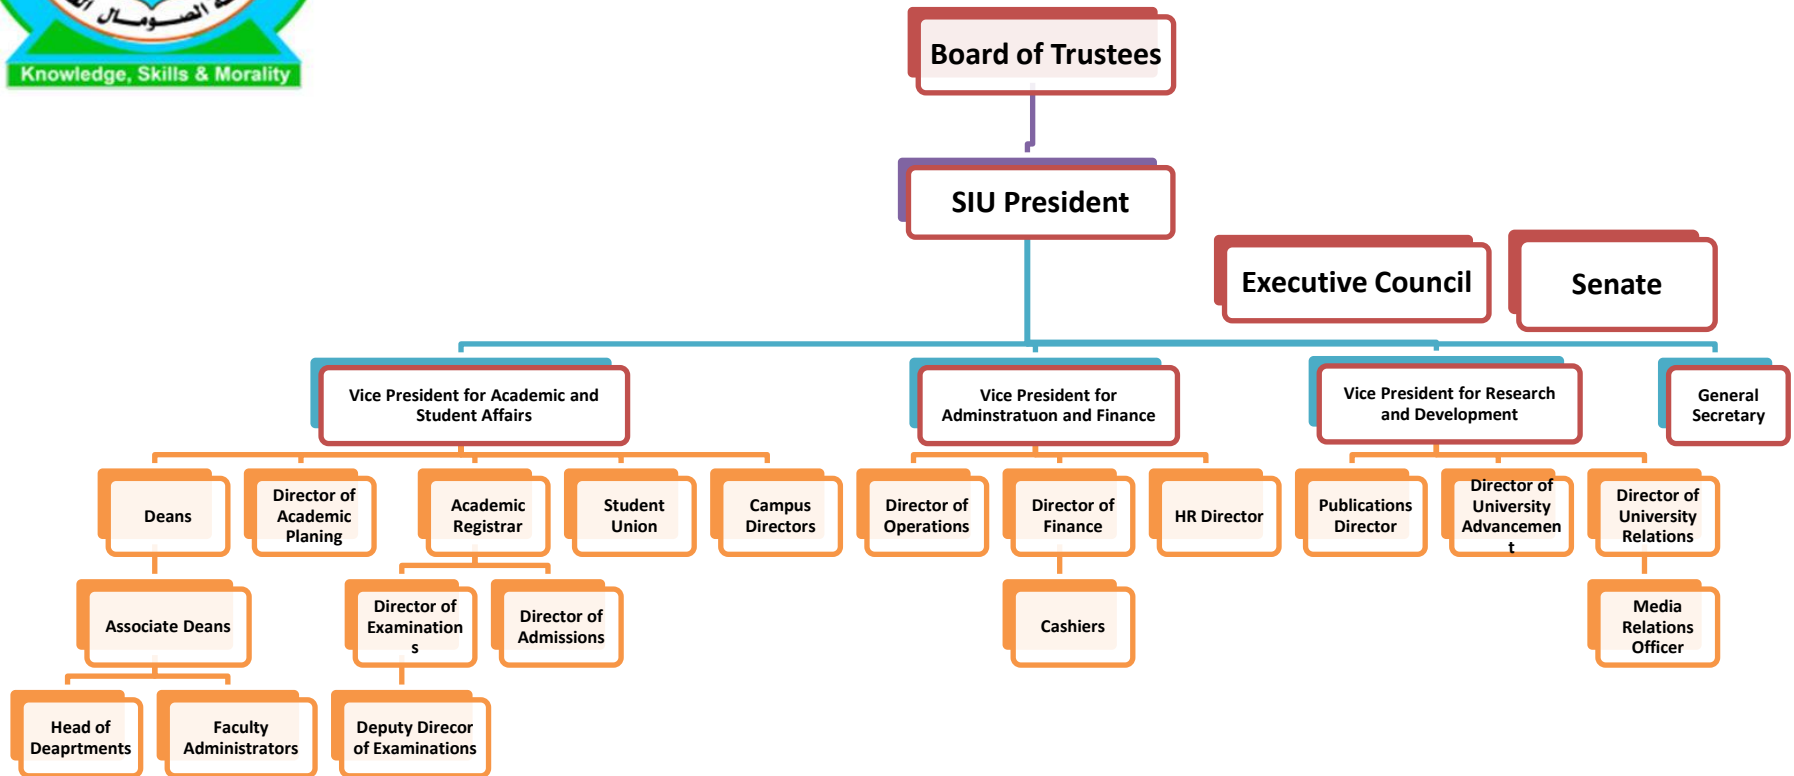 الصومال
Knowledge, Skills & Morality
Board of Trustees
SIU President
Executive Council
Senate
Vice President for Academic and
Student Affairs
Vice President for
Adminstratuon and Finance
Vice President for Research
and Development
General
Secretary
Deans
Director of
Academic
Planing
Academic
Registrar
Student
Union
Campus
Directors
Director of
Operations
Director of
Finance
HR Director
Publications
Director
Director of
University
Advancemen
t
Director of
University
Relations
Associate Deans
Director of
Examination
s
Director of
Admissions
Cashiers
Media
Relations
Officer
Head of
Deaprtments
Faculty
Administrators
Deputy Direcor
of Examinations